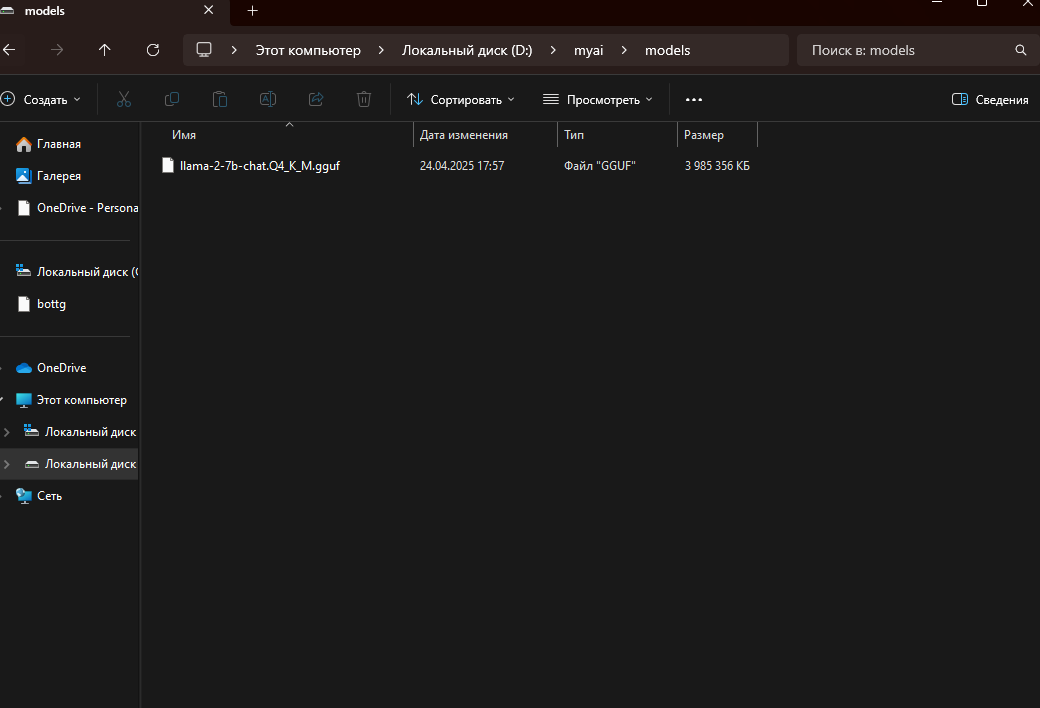 models
Этот компьютер > Локальный диск (D:) > myai > models
Поиск в: models
Создать
Сортировать
Просмотреть
Сведения
Имя
Дата изменения
Тип
Размер
llama-2-7b-chat.Q4_K_M.gguf
24.04.2025 17:57
Файл "GGUF"
3 985 356 КБ
Главная
Галерея
OneDrive - Persona
Локальный диск (C
bottg
OneDrive
Этот компьютер
Локальный диск
Локальный диск
Сеть